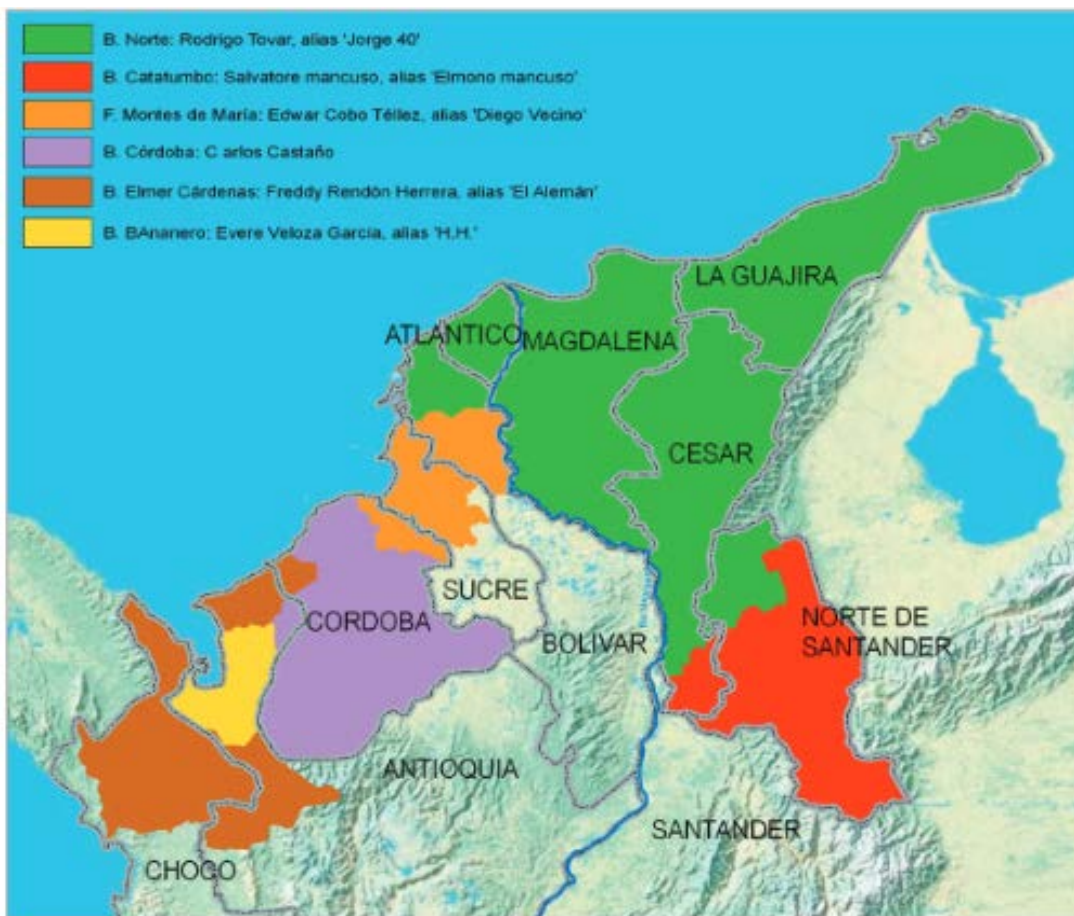 B. Norte: Rodrigo Tovar, alias 'Jorge 40'
B. Catatumbo: Salvatore mancuso, alias 'Elmono mancuso'
F. Montes de María: Edwar Cobo Téllez, alias 'Diego Vecino'
B. Córdoba: C arlos Castaño
B. Elmer Cárdenas: Freddy Rendón Herrera, alias 'El Alemán'
B. BAnanero: Evere Veloza García, alias 'H.H.'
LA GUAJIRA
ATLANTICO
MAGDALENA
CESAR
SUCRE
CORDOBA
BOLIVAR
NORTE DE
SANTANDER
ANTIOQUIA
SANTANDER
CHOCO